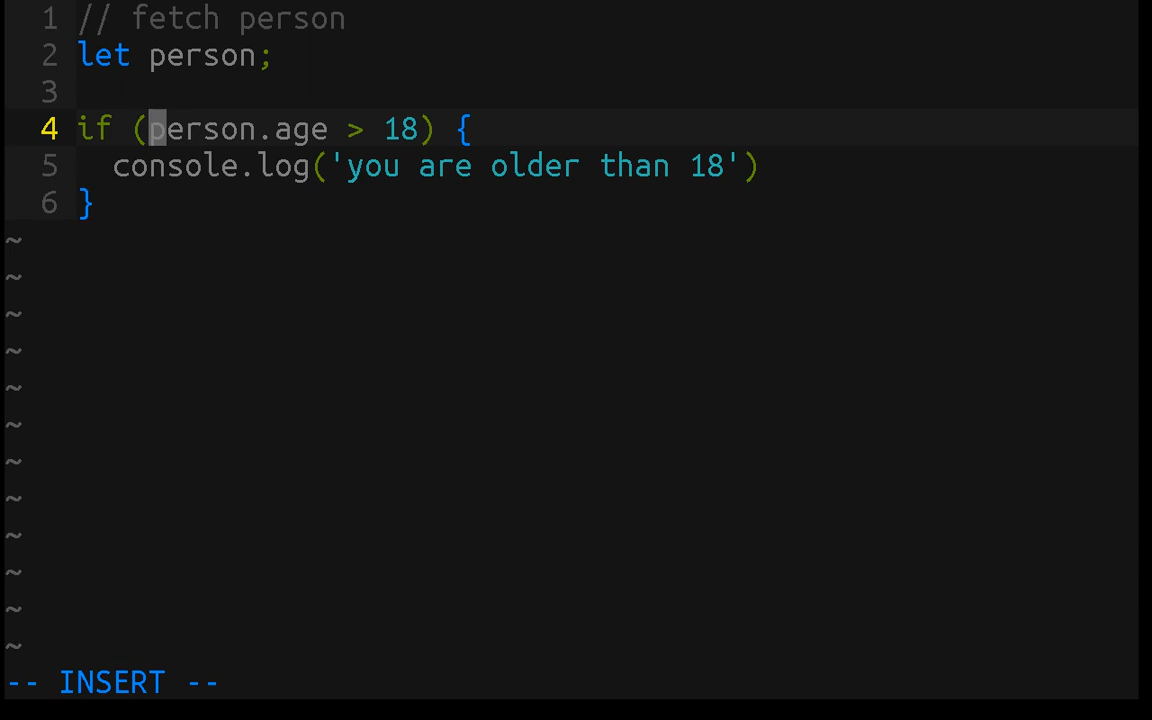 1 // fetch person
2 let person;
3
4 if (person.age > 18) {
5   console.log('you are older than 18')
6 }
~
~
~
~
~
~
~
~
~
~
~
~
-- INSERT --